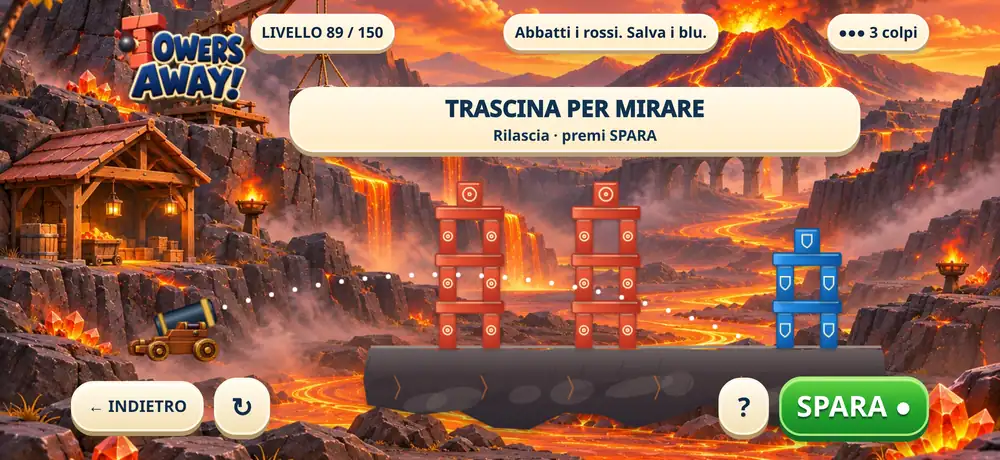 OWERS
AWAY!
LIVELLO 89 / 150
Abbatti i rossi. Salva i blu.
●●● 3 colpi
TRASCINA PER MIRARE
Rilascia · premi SPARA
← INDIETRO
↻
?
SPARA ●